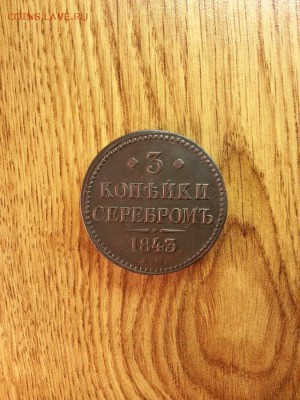 COINS.LAVE.RU
3
КОПѢЙКИ
СЕРЕБРОМЪ
1843